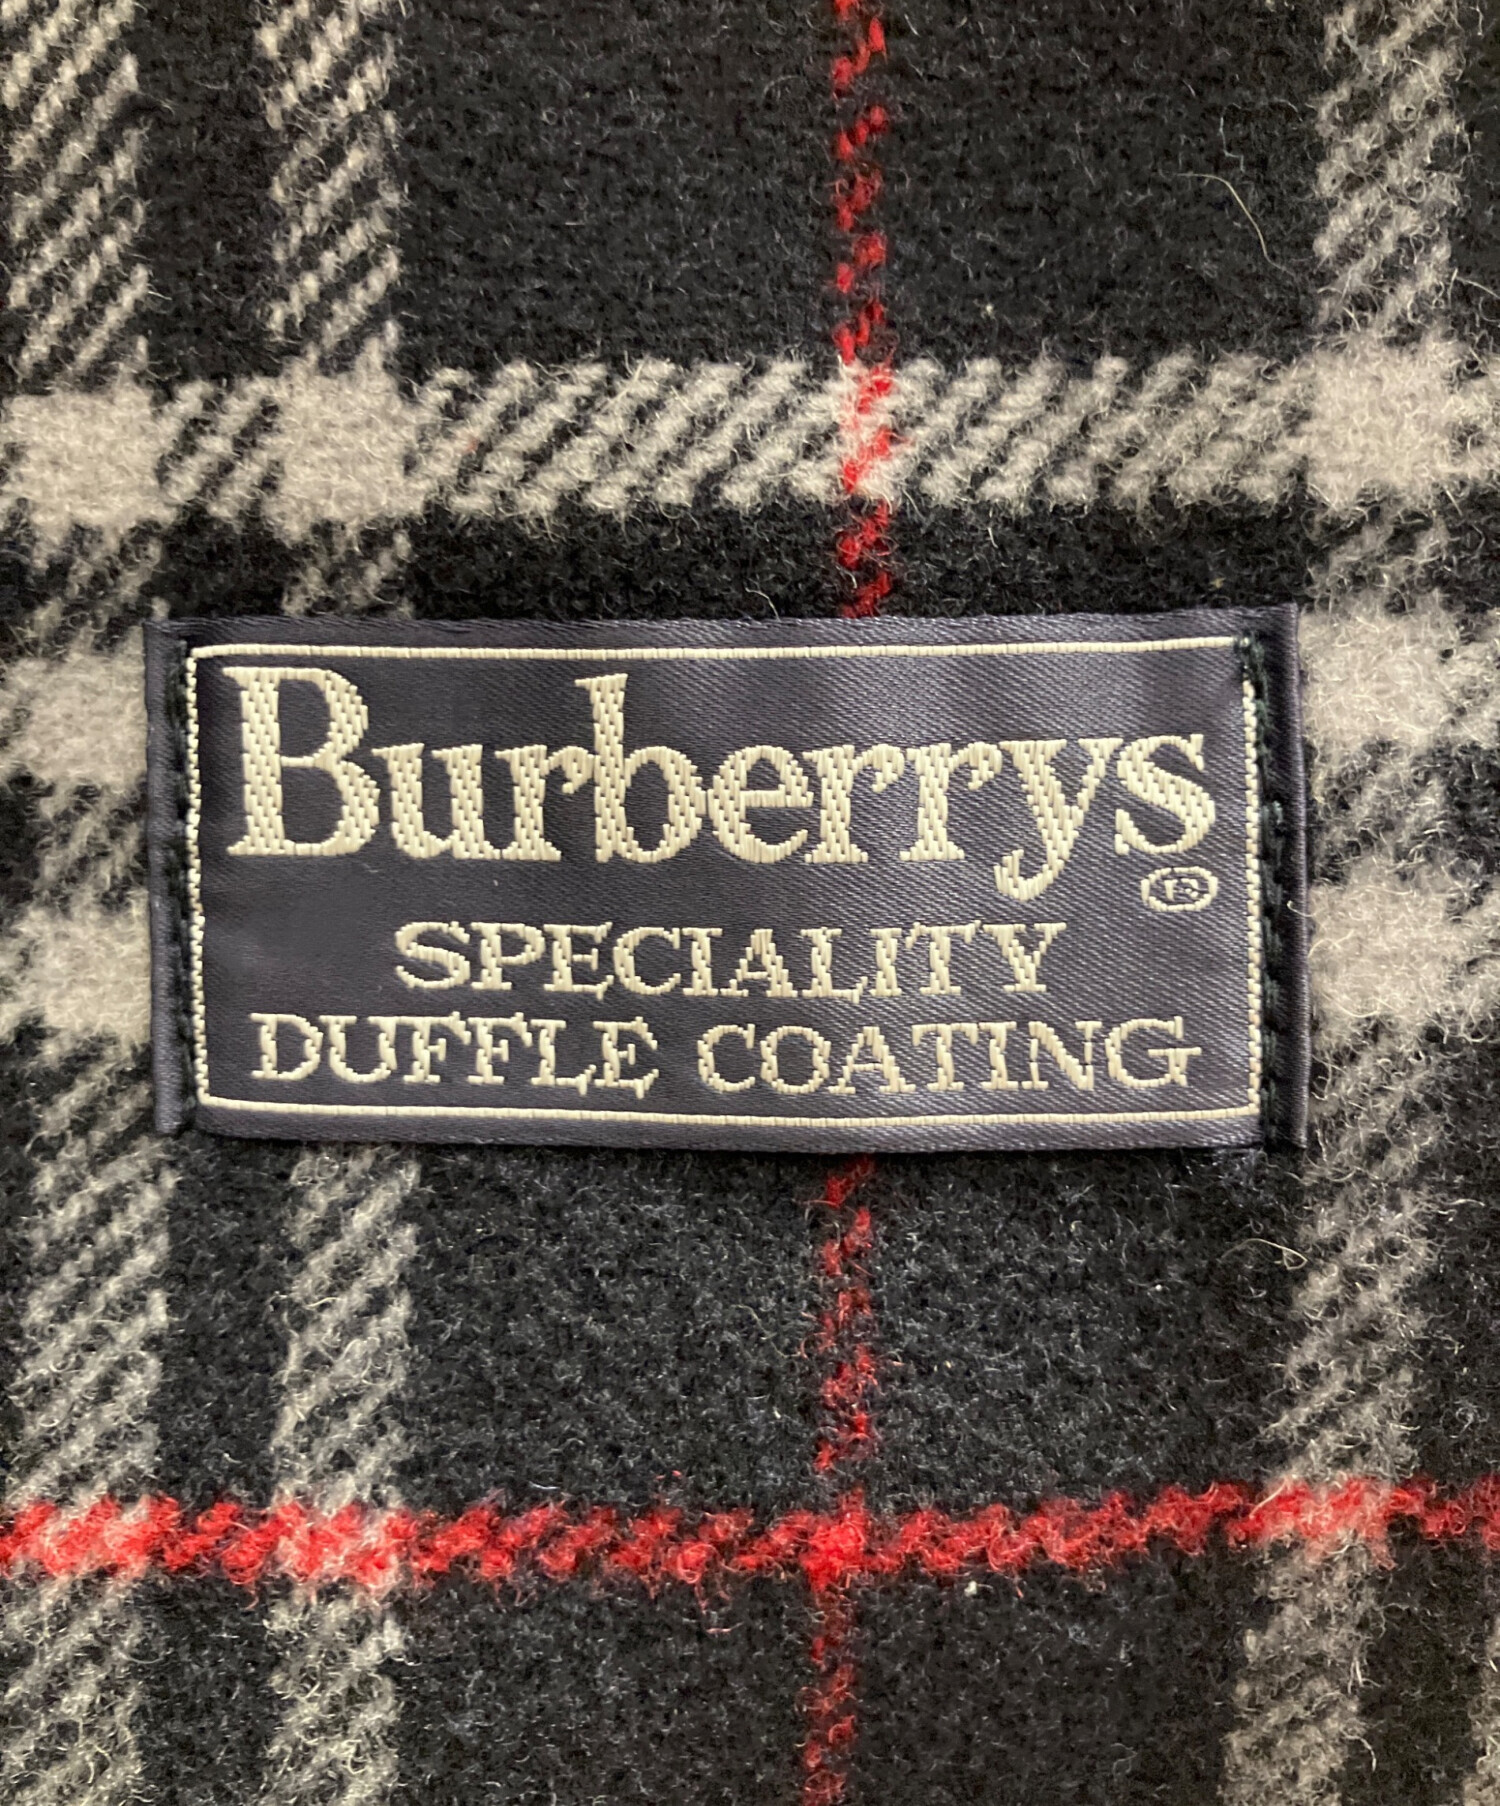 Burberrys
®
SPECIALITY
DUFFLE COATING